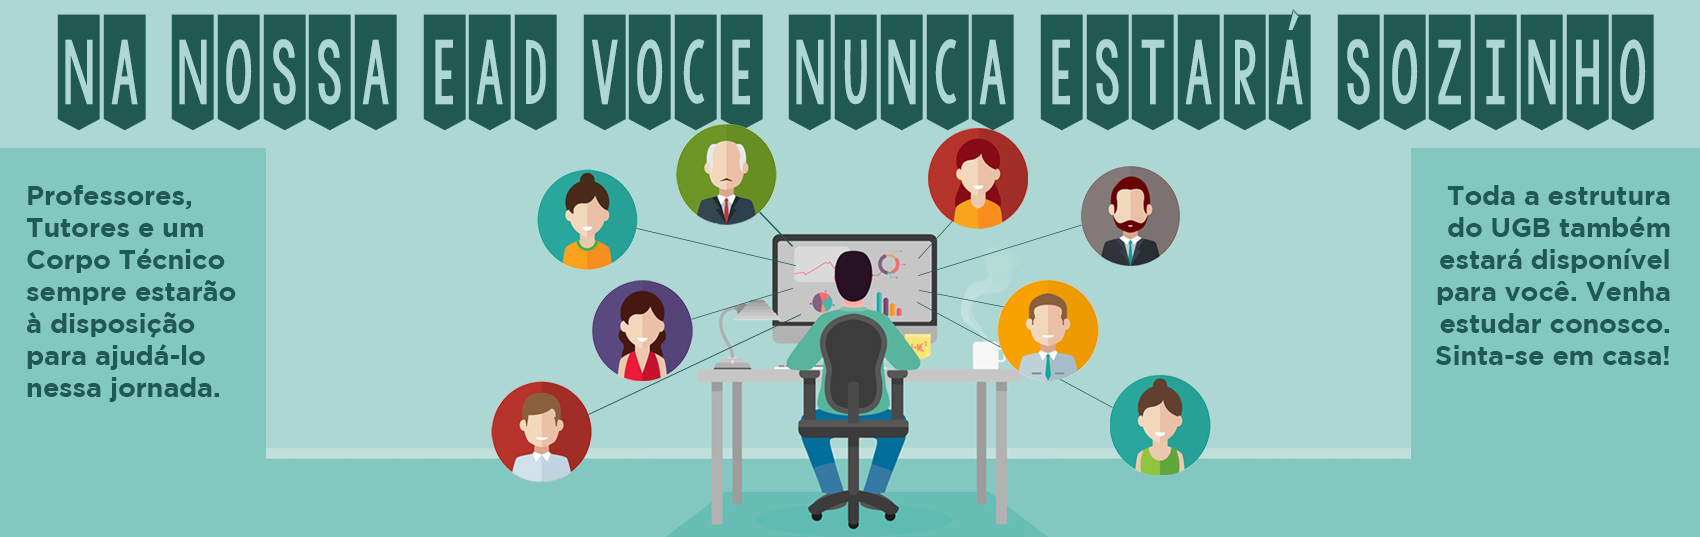 NA NOSSA EAD VOCE NUNCA ESTARÁ SOZINHO
Professores,
Tutores e um
Corpo Técnico
sempre estarão
à disposição
para ajudá-lo
nessa jornada.
Toda a estrutura
do UGB também
estará disponível
para você. Venha
estudar conosco.
Sinta-se em casa!